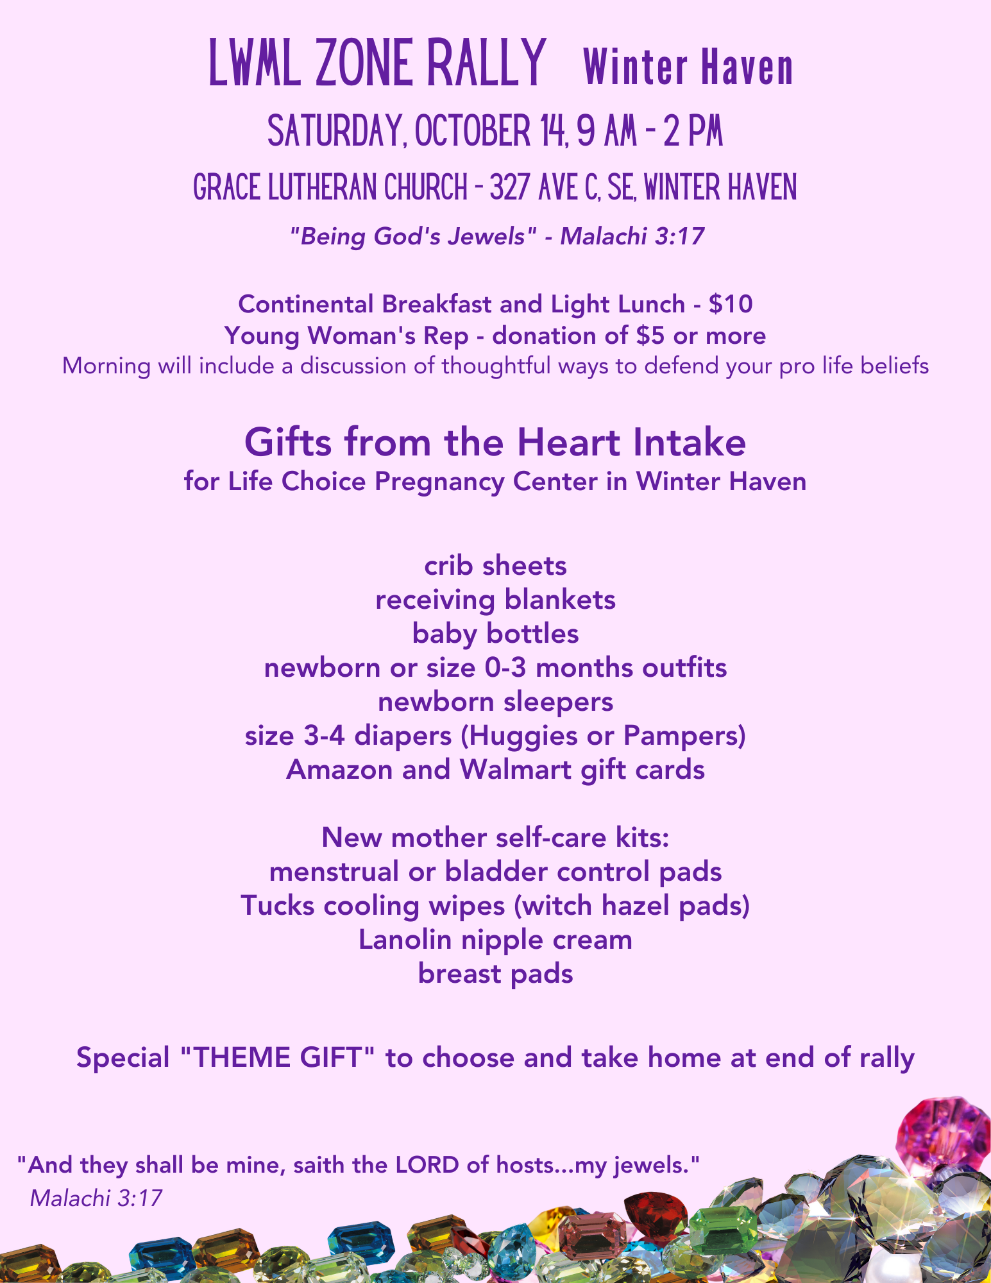 LWML ZONE RALLY Winter Haven
SATURDAY, OCTOBER 14, 9 AM - 2 PM
GRACE LUTHERAN CHURCH - 327 AVE C, SE, WINTER HAVEN
"Being God's Jewels" - Malachi 3:17
Continental Breakfast and Light Lunch - $10
Young Woman's Rep - donation of $5 or more
Morning will include a discussion of thoughtful ways to defend your pro life beliefs
Gifts from the Heart Intake
for Life Choice Pregnancy Center in Winter Haven
crib sheets
receiving blankets
baby bottles
newborn or size 0-3 months outfits
newborn sleepers
size 3-4 diapers (Huggies or Pampers)
Amazon and Walmart gift cards
New mother self-care kits:
menstrual or bladder control pads
Tucks cooling wipes (witch hazel pads)
Lanolin nipple cream
breast pads
Special "THEME GIFT" to choose and take home at end of rally
"And they shall be mine, saith the LORD of hosts...my jewels."
Malachi 3:17